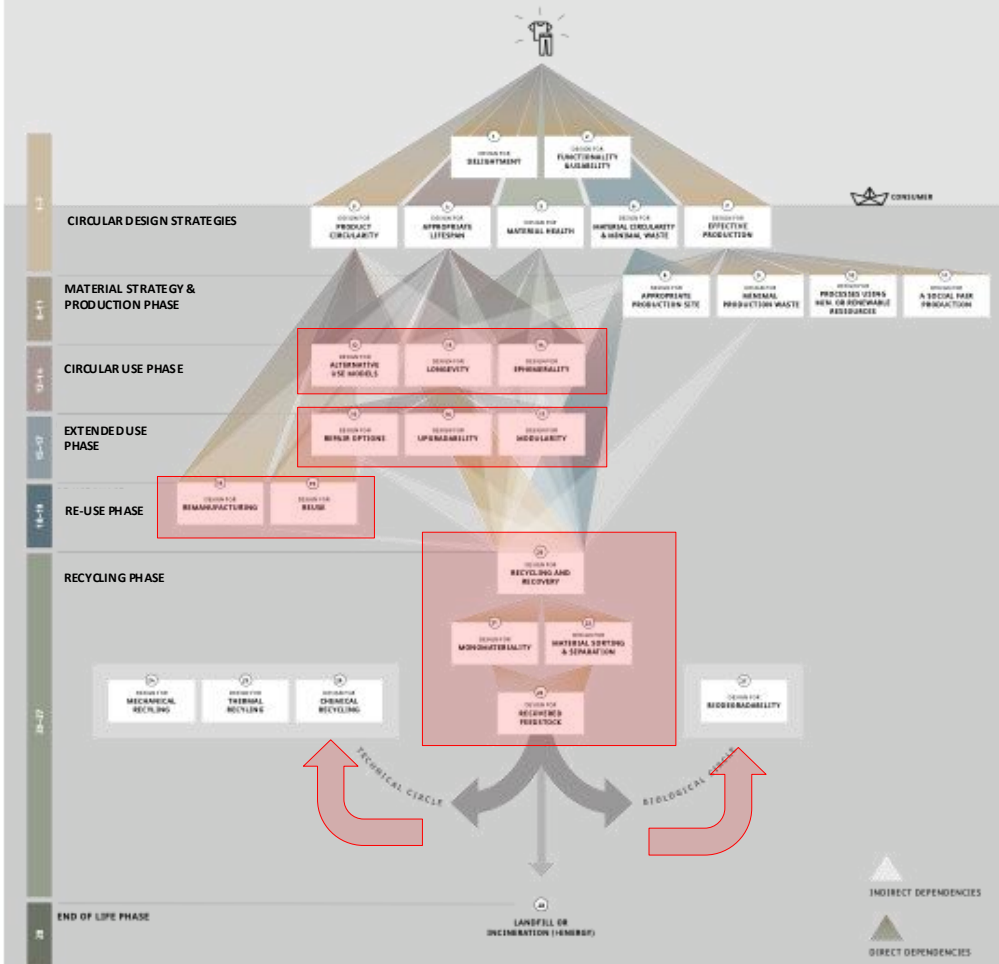 DESIGN FOR
DELIGHTMENT
DESIGN FOR
FUNCTIONALITY
& USABILITY
CONSUMER
CIRCULAR DESIGN STRATEGIES
DESIGN FOR
PRODUCT
CIRCULARITY
DESIGN FOR
APPROPRIATE
LIFESPAN
DESIGN FOR
MATERIAL HEALTH
DESIGN FOR
MATERIAL CIRCULARITY
& MINIMAL WASTE
DESIGN FOR
EFFECTIVE
PRODUCTION
MATERIAL STRATEGY &
PRODUCTION PHASE
DESIGN FOR
APPROPRIATE
PRODUCTION SITE
DESIGN FOR
MINIMAL
PRODUCTION WASTE
DESIGN FOR
PROCESSES USING
MIN. OR RENEWABLE
RESSOURCES
DESIGN FOR
A SOCIAL FAIR
PRODUCTION
CIRCULAR USE PHASE
DESIGN FOR
ALTERNATIVE
USE MODELS
DESIGN FOR
LONGEVITY
DESIGN FOR
EPHEMERALITY
EXTENDED USE
PHASE
DESIGN FOR
REPAIR OPTIONS
DESIGN FOR
UPGRADABILITY
DESIGN FOR
MODULARITY
RE-USE PHASE
DESIGN FOR
REMANUFACTURING
DESIGN FOR
REUSE
RECYCLING PHASE
DESIGN FOR
RECYCLING AND
RECOVERY
DESIGN FOR
MONOMATERIALITY
DESIGN FOR
MATERIAL SORTING
& SEPARATION
DESIGN FOR
MECHANICAL
RECYLING
DESIGN FOR
THERMAL
RECYLING
DESIGN FOR
CHEMICAL
RECYCLING
DESIGN FOR
RECOVERED
FEEDSTOCK
DESIGN FOR
BIODEGRADABILITY
TECHNICAL CIRCLE
BIOLOGICAL CIRCLE
INDIRECT DEPENDENCIES
END OF LIFE PHASE
LANDFILL OR
INCINERATION (>ENERGY)
DIRECT DEPENDENCIES